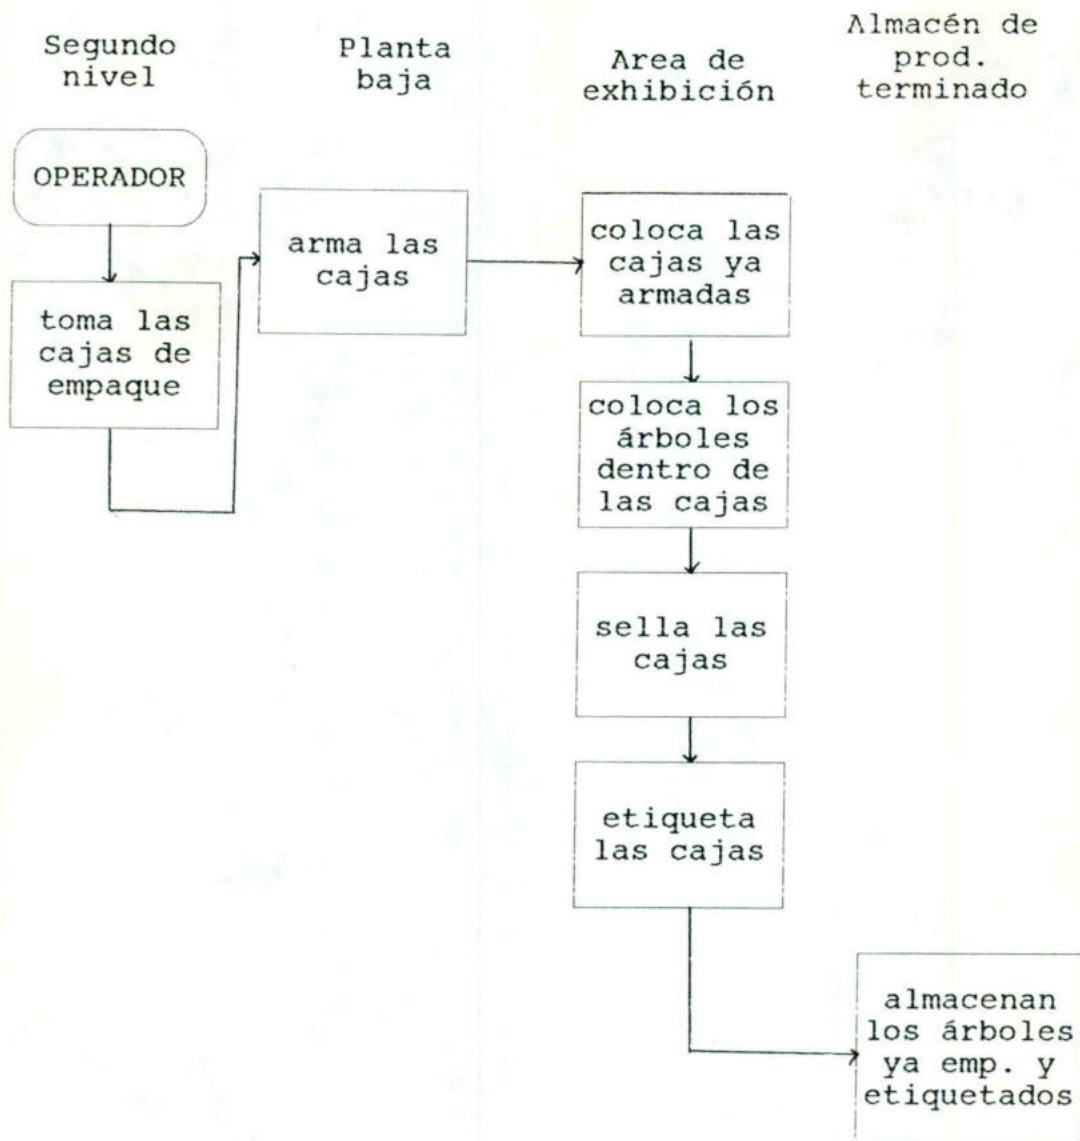 Segundo
nivel
Planta
baja
Area de
exhibición
Almacén de
prod.
terminado
OPERADOR
toma las
cajas de
empaque
arma las
cajas
coloca las
cajas ya
armadas
coloca los
árboles
dentro de
las cajas
sella las
cajas
etiqueta
las cajas
almacenan
los árboles
ya emp. y
etiquetados